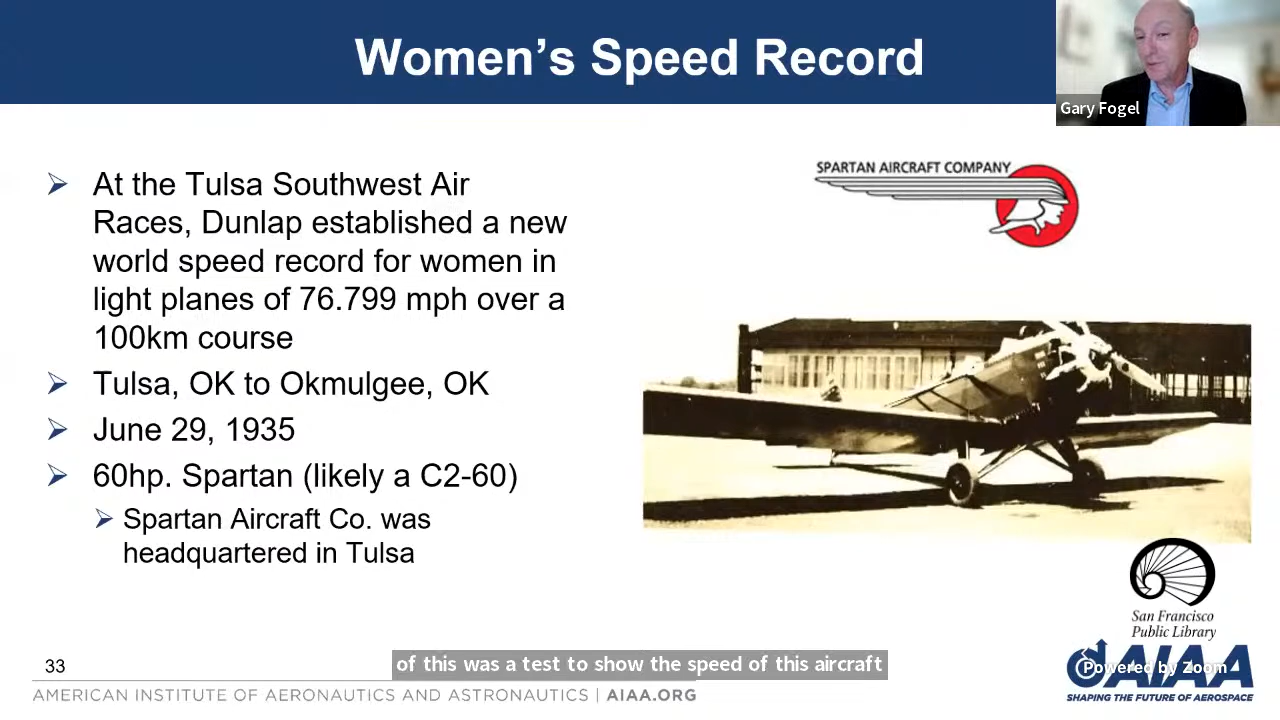 Women's Speed Record
Gary Fogel
➢ At the Tulsa Southwest Air
Races, Dunlap established a new
world speed record for women in
light planes of 76.799 mph over a
100km course
➢ Tulsa, OK to Okmulgee, OK
➢ June 29, 1935
➢ 60hp. Spartan (likely a C2-60)
➢ Spartan Aircraft Co. was
headquartered in Tulsa
SPARTAN AIRCRAFT COMPANY
San Francisco
Public Library
of this was a test to show the speed of this aircraft
33
AMERICAN INSTITUTE OF AERONAUTICS AND ASTRONAUTICS | AIAA.ORG
AIAA
Powered by Zoom
SHAPING THE FUTURE OF AEROSPACE